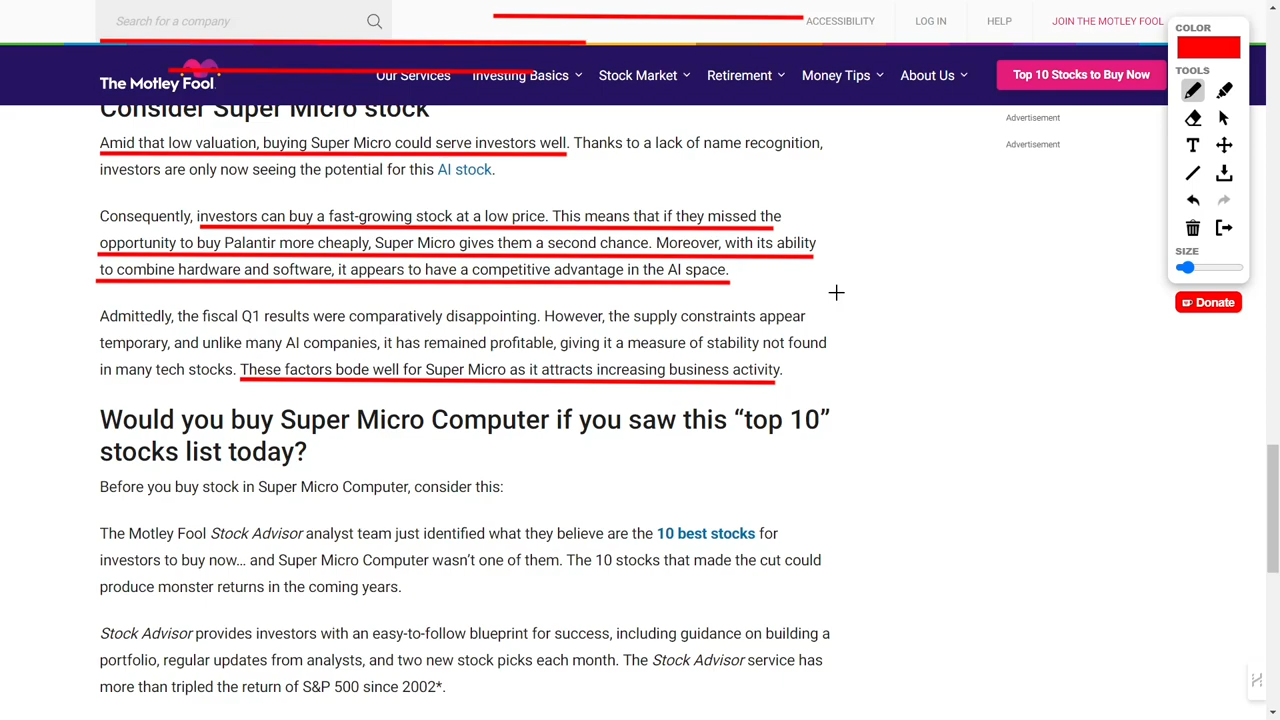 Search for a company
ACCESSIBILITY
LOG IN
HELP
JOIN THE MOTLEY FOOL
The Motley Fool
Our Services
Investing Basics
Stock Market
Retirement
Money Tips
About Us
Top 10 Stocks to Buy Now
COLOR
TOOLS
T
SIZE
Donate
Advertisement
Advertisement
Consider Super Micro stock
Amid that low valuation, buying Super Micro could serve investors well. Thanks to a lack of name recognition,
investors are only now seeing the potential for this AI stock.
Consequently, investors can buy a fast-growing stock at a low price. This means that if they missed the
opportunity to buy Palantir more cheaply, Super Micro gives them a second chance. Moreover, with its ability
to combine hardware and software, it appears to have a competitive advantage in the AI space.
Admittedly, the fiscal Q1 results were comparatively disappointing. However, the supply constraints appear
temporary, and unlike many AI companies, it has remained profitable, giving it a measure of stability not found
in many tech stocks. These factors bode well for Super Micro as it attracts increasing business activity.
Would you buy Super Micro Computer if you saw this “top 10”
stocks list today?
Before you buy stock in Super Micro Computer, consider this:
The Motley Fool Stock Advisor analyst team just identified what they believe are the 10 best stocks for
investors to buy now… and Super Micro Computer wasn’t one of them. The 10 stocks that made the cut could
produce monster returns in the coming years.
Stock Advisor provides investors with an easy-to-follow blueprint for success, including guidance on building a
portfolio, regular updates from analysts, and two new stock picks each month. The Stock Advisor service has
more than tripled the return of S&P 500 since 2002*.